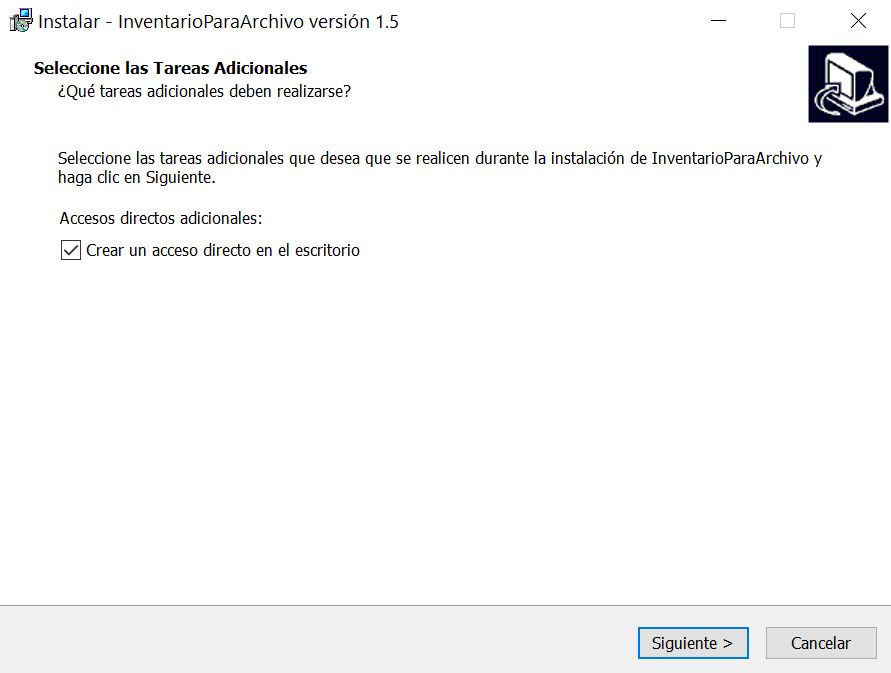 Instalar - InventarioParaArchivo versión 1.5
Seleccione las Tareas Adicionales
¿Qué tareas adicionales deben realizarse?
Seleccione las tareas adicionales que desea que se realicen durante la instalación de InventarioParaArchivo y
haga clic en Siguiente.
Accesos directos adicionales:
Crear un acceso directo en el escritorio
Siguiente >
Cancelar